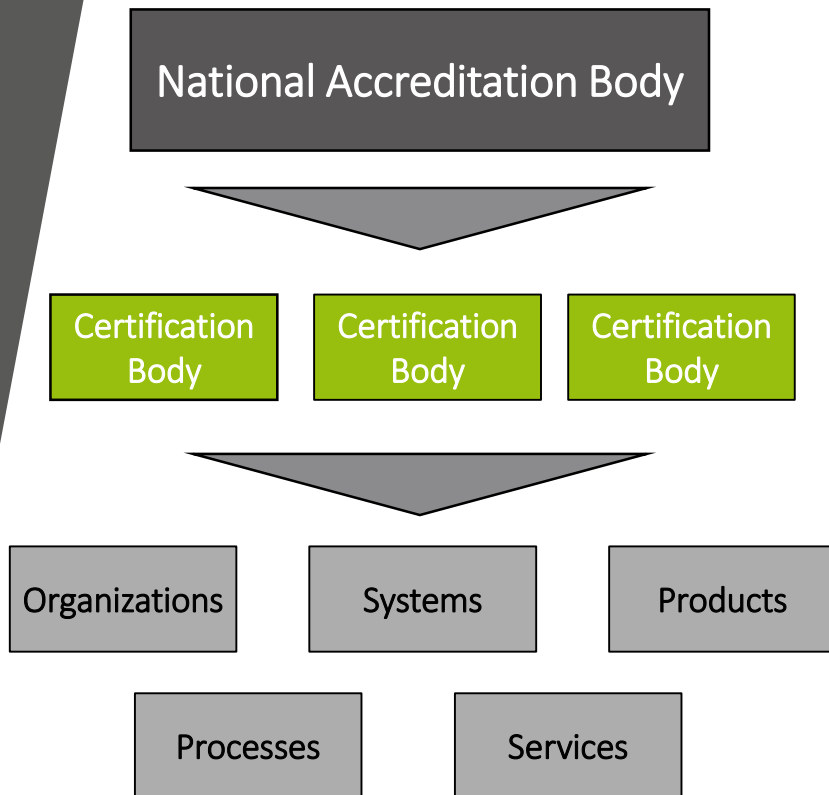 National Accreditation Body
Certification
Body
Certification
Body
Certification
Body
Organizations
Systems
Products
Processes
Services